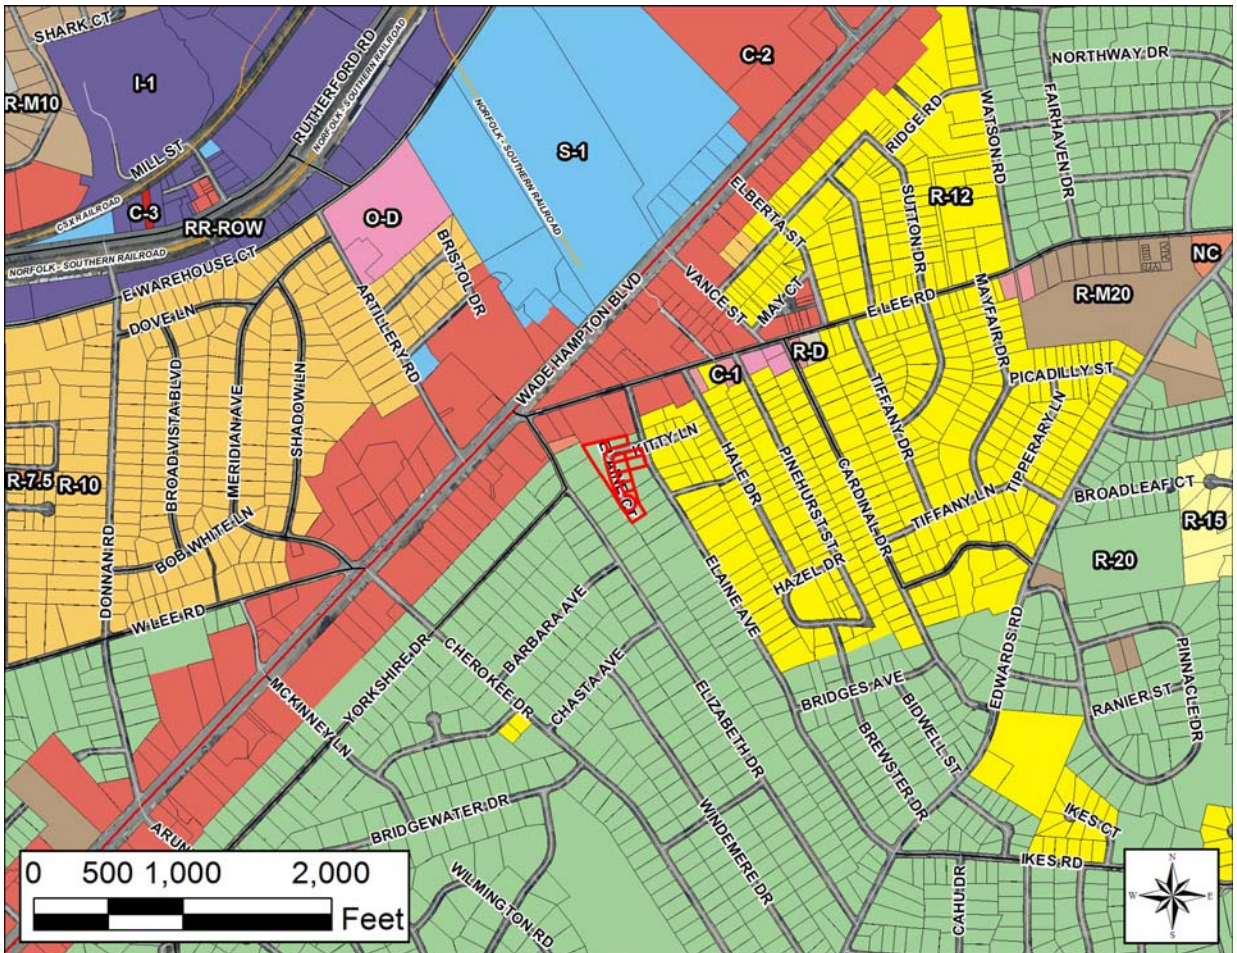 SHARK CT
C-2
NORTHWAY DR
I-1
RUTHERFORD RD
NORFOLK - SOUTHERN RAILROAD
R-M10
RIDGE RD
WATSON RD
FAIRHAVEN DR
MILL ST
NORFOLK - SOUTHERN RAILROAD
S-1
ELBERTA ST
SUTTON DR
R-12
C-3
CSX RAILROAD
O-D
RR-ROW
NORFOLK - SOUTHERN RAILROAD
E WAREHOUSE CT
BRISTOL DR
VANCE ST
MAY CT
E LEE RD
MAYFAIR DR
NC
R-M20
DOVE LN
ARTILLERY RD
WADE HAMPTON BLVD
R-D
C-1
PICADILLY ST
BROADVISTA BLVD
MERIDIAN AVE
SHADOW LN
TIFFANY DR
TIPPERARY LN
KITTY LN
HALE DR
PINEHURST ST
CARDINAL DR
R-7.5
R-10
ELAINE CT
BROADLEAF CT
TIFFANY LN
R-15
DONNAN RD
BOB WHITE LN
HAZEL DR
R-20
ELAINE AVE
W LEE RD
BARBARA AVE
YORKSHIRE DR
CHEROKEE DR
CHASTA AVE
EDWARDS RD
PINNACLE DR
BRIDGES AVE
RANIER ST
MCKINNEY LN
ELIZABETH DR
BIDWELL ST
BREWSTER DR
BRIDGEWATER DR
WINDEMERE DR
IKES CT
IKES RD
ARUN
WILMINGTON RD
CAHU DR
0 500 1,000 2,000
Feet
N
W E
S